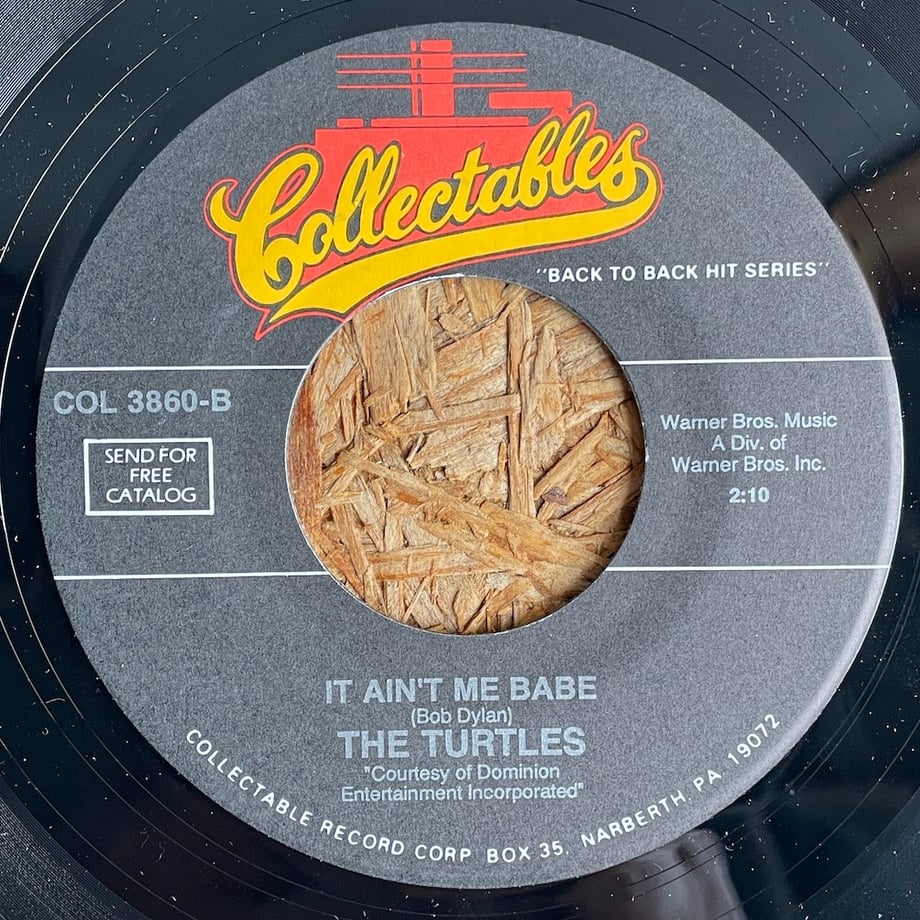 Collectables
"BACK TO BACK HIT SERIES"
COL 3860-B
SEND FOR
FREE
CATALOG
Warner Bros. Music
A Div. of
Warner Bros. Inc.
2:10
IT AIN'T ME BABE
(Bob Dylan)
THE TURTLES
"Courtesy of Dominion
Entertainment Incorporated"
COLLECTABLE RECORD CORP BOX 35, NARBERTH, PA 19072